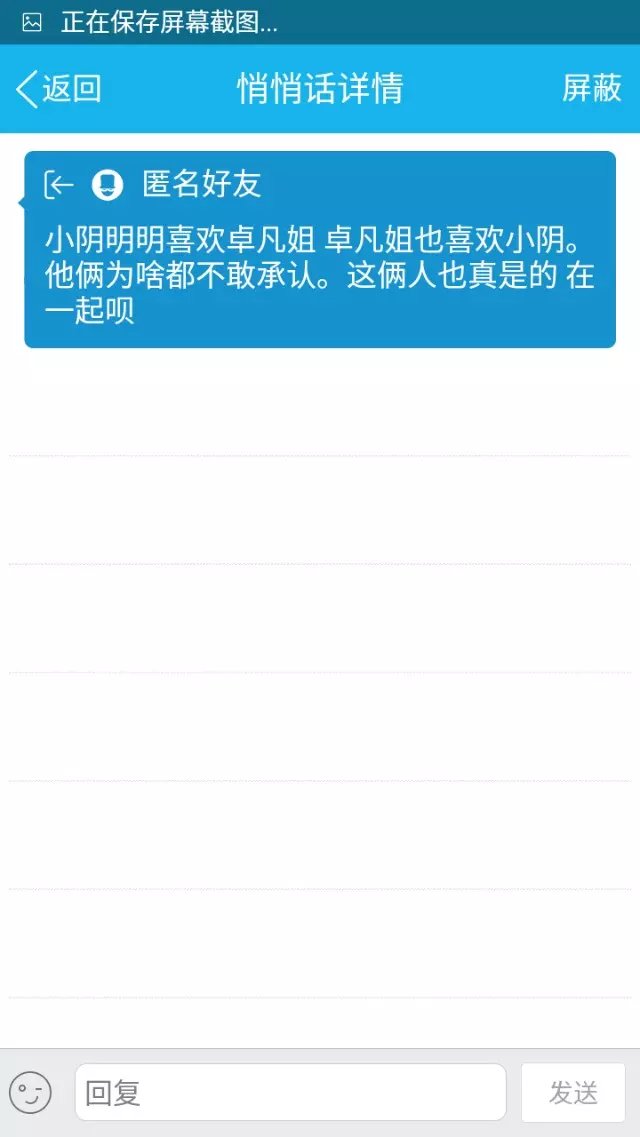 正在保存屏幕截图...
返回 悄悄话详情 屏蔽
匿名好友
小阴明明喜欢卓凡姐 卓凡姐也喜欢小阴。
他俩为啥都不敢承认。这俩人也真是的 在
一起呗
回复 发送